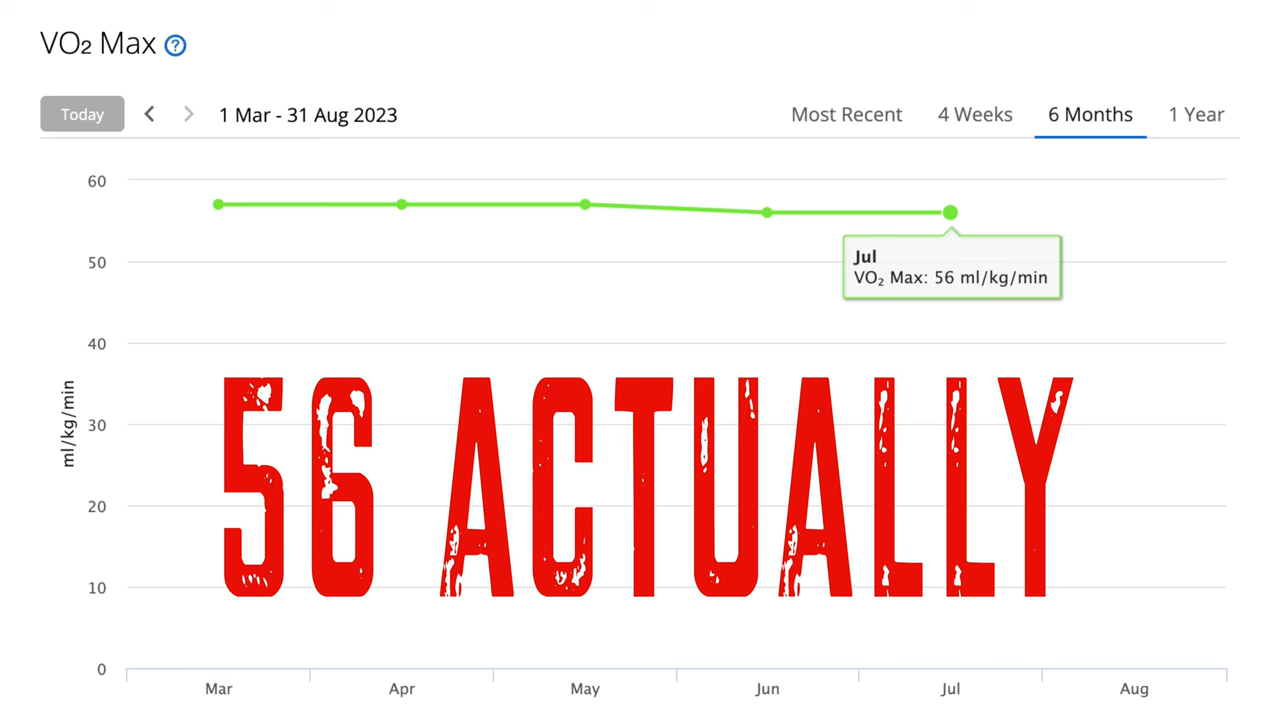 VO₂ Max ?
Today 1 Mar - 31 Aug 2023 Most Recent 4 Weeks 6 Months 1 Year
60
50
40
30
20
10
0
ml/kg/min
Jul
VO₂ Max: 56 ml/kg/min
56 ACTUALLY
Mar Apr May Jun Jul Aug